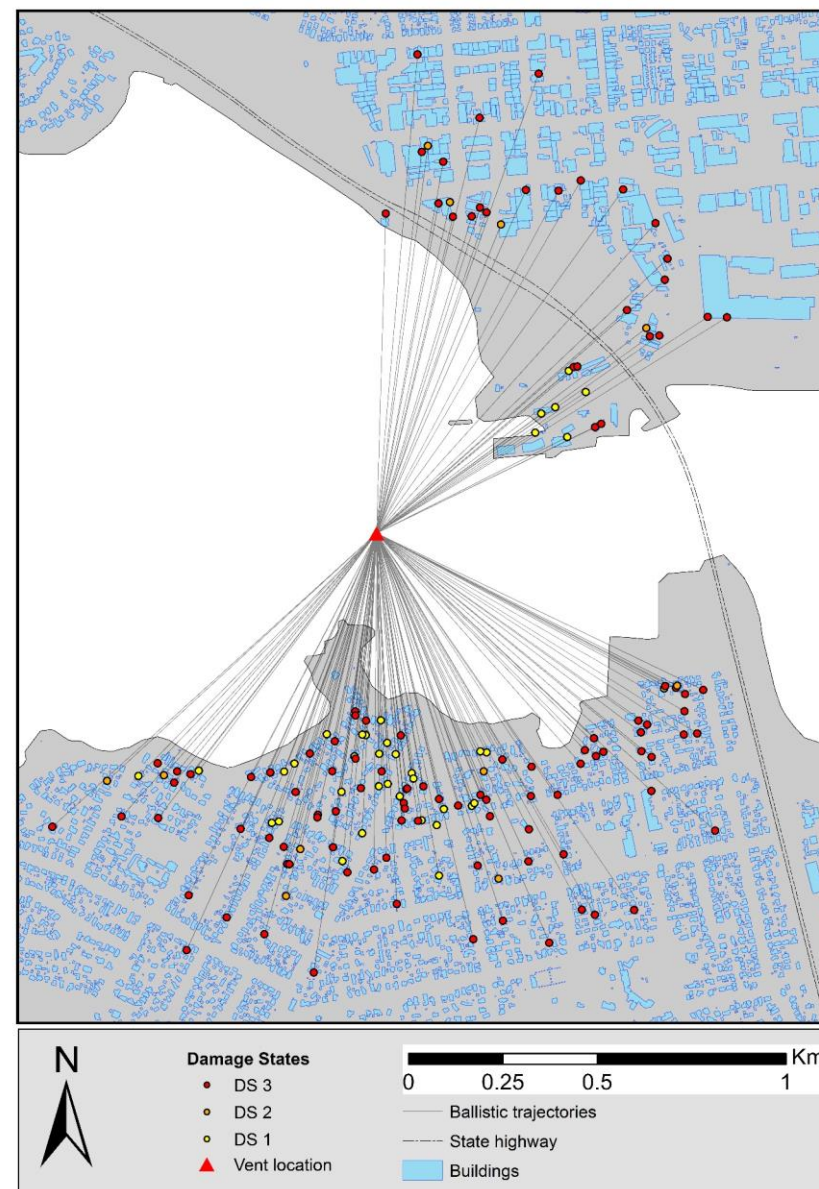 N
Damage States
DS 3
DS 2
DS 1
Vent location
Km
0 0.25 0.5 1
Ballistic trajectories
State highway
Buildings